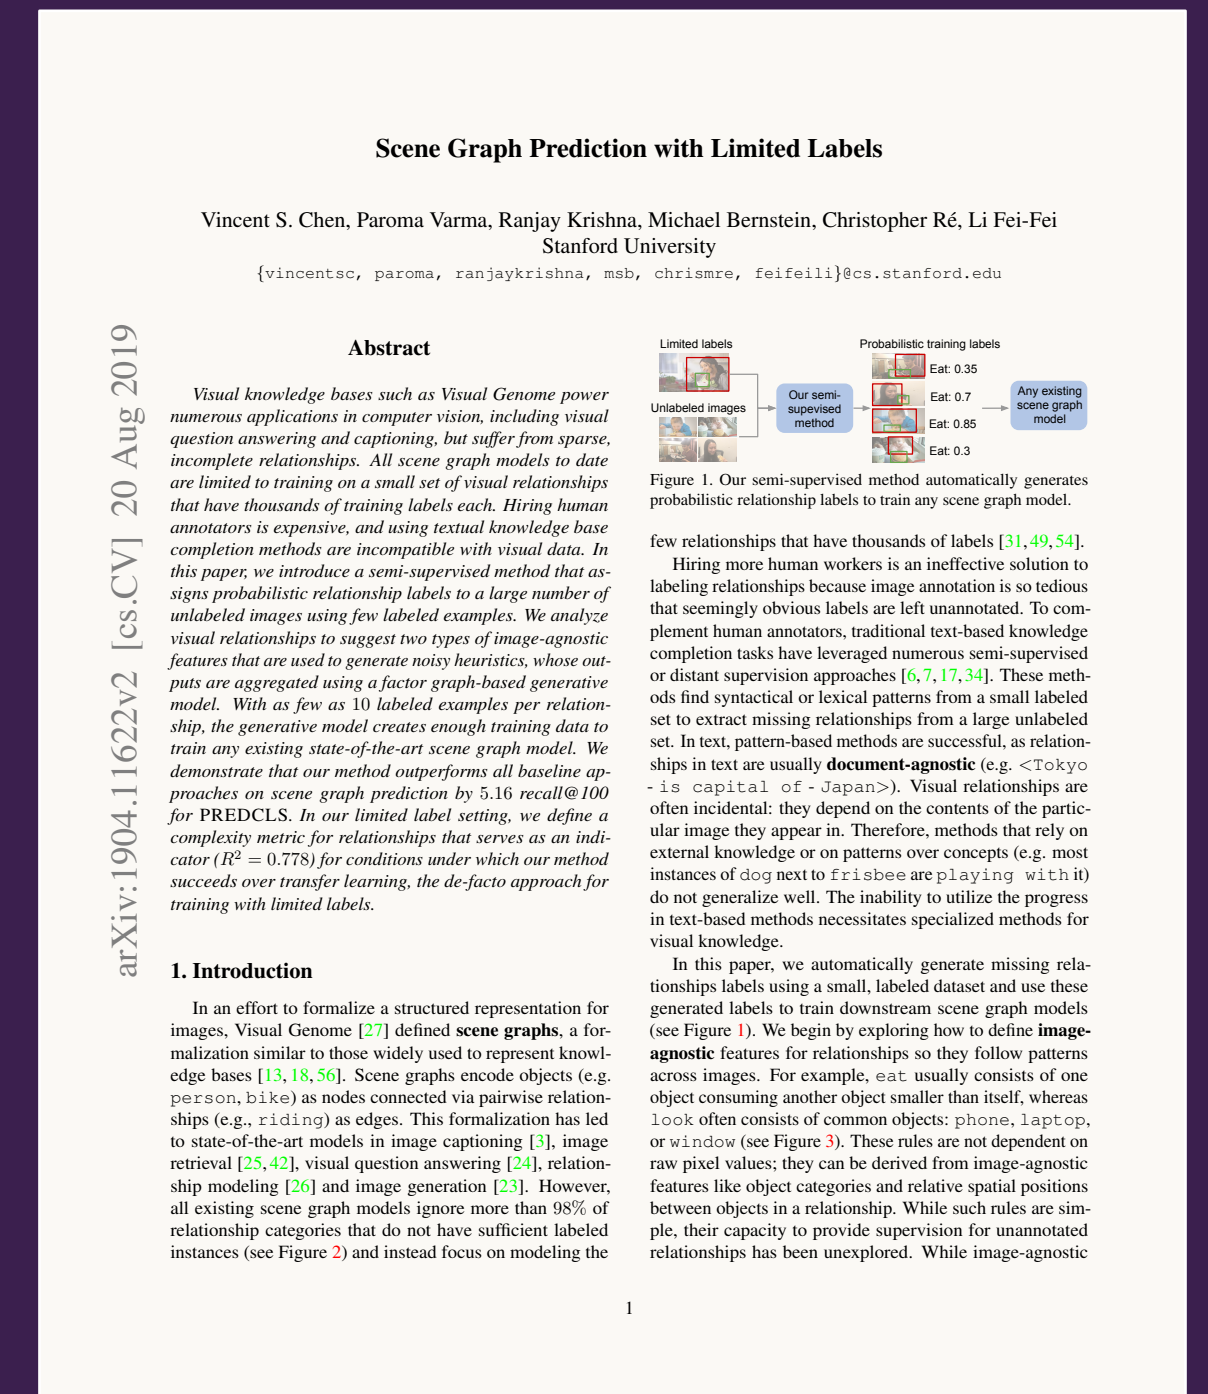 Scene Graph Prediction with Limited Labels
Vincent S. Chen, Paroma Varma, Ranjay Krishna, Michael Bernstein, Christopher Ré, Li Fei-Fei
Stanford University
{vincentsc, paroma, ranjaykrishna, msb, chrismre, feifeili}@cs.stanford.edu
arXiv:1904.11622v2 [cs.CV] 20 Aug 2019
Abstract
Visual knowledge bases such as Visual Genome power
numerous applications in computer vision, including visual
question answering and captioning, but suffer from sparse,
incomplete relationships. All scene graph models to date
are limited to training on a small set of visual relationships
that have thousands of training labels each. Hiring human
annotators is expensive, and using textual knowledge base
completion methods are incompatible with visual data. In
this paper, we introduce a semi-supervised method that as-
signs probabilistic relationship labels to a large number of
unlabeled images using few labeled examples. We analyze
visual relationships to suggest two types of image-agnostic
features that are used to generate noisy heuristics, whose out-
puts are aggregated using a factor graph-based generative
model. With as few as 10 labeled examples per relation-
ship, the generative model creates enough training data to
train any existing state-of-the-art scene graph model. We
demonstrate that our method outperforms all baseline ap-
proaches on scene graph prediction by 5.16 recall@100
for PREDCLS. In our limited label setting, we define a
complexity metric for relationships that serves as an indi-
cator (R² = 0.778) for conditions under which our method
succeeds over transfer learning, the de-facto approach for
training with limited labels.
1. Introduction
In an effort to formalize a structured representation for
images, Visual Genome [27] defined scene graphs, a for-
malization similar to those widely used to represent knowl-
edge bases [13, 18, 56]. Scene graphs encode objects (e.g.
person, bike) as nodes connected via pairwise relation-
ships (e.g., riding) as edges. This formalization has led
to state-of-the-art models in image captioning [3], image
retrieval [25, 42], visual question answering [24], relation-
ship modeling [26] and image generation [23]. However,
all existing scene graph models ignore more than 98% of
relationship categories that do not have sufficient labeled
instances (see Figure 2) and instead focus on modeling the
Limited labels
Unlabeled images
Our semi-
supevised
method
Probabilistic training labels
Eat: 0.35
Eat: 0.7
Eat: 0.85
Eat: 0.3
Any existing
scene graph
model
Figure 1. Our semi-supervised method automatically generates
probabilistic relationship labels to train any scene graph model.
few relationships that have thousands of labels [31, 49, 54].
Hiring more human workers is an ineffective solution to
labeling relationships because image annotation is so tedious
that seemingly obvious labels are left unannotated. To com-
plement human annotators, traditional text-based knowledge
completion tasks have leveraged numerous semi-supervised
or distant supervision approaches [6, 7, 17, 34]. These meth-
ods find syntactical or lexical patterns from a small labeled
set to extract missing relationships from a large unlabeled
set. In text, pattern-based methods are successful, as relation-
ships in text are usually document-agnostic (e.g. <Tokyo
- is capital of - Japan>). Visual relationships are
often incidental: they depend on the contents of the partic-
ular image they appear in. Therefore, methods that rely on
external knowledge or on patterns over concepts (e.g. most
instances of dog next to frisbee are playing with it)
do not generalize well. The inability to utilize the progress
in text-based methods necessitates specialized methods for
visual knowledge.
In this paper, we automatically generate missing rela-
tionships labels using a small, labeled dataset and use these
generated labels to train downstream scene graph models
(see Figure 1). We begin by exploring how to define image-
agnostic features for relationships so they follow patterns
across images. For example, eat usually consists of one
object consuming another object smaller than itself, whereas
look often consists of common objects: phone, laptop,
or window (see Figure 3). These rules are not dependent on
raw pixel values; they can be derived from image-agnostic
features like object categories and relative spatial positions
between objects in a relationship. While such rules are sim-
ple, their capacity to provide supervision for unannotated
relationships has been unexplored. While image-agnostic
1